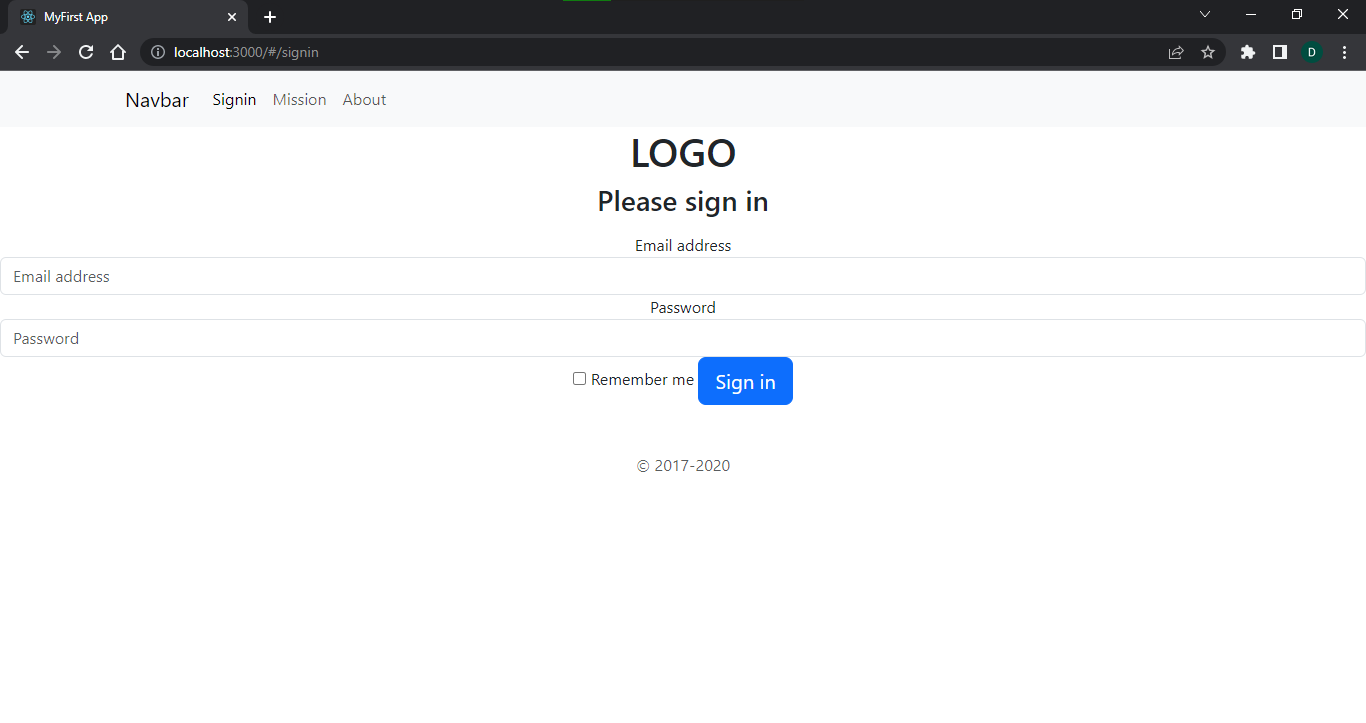 MyFirst App
localhost:3000/#/signin
D
Navbar Signin Mission About
LOGO
Please sign in
Email address
Email address
Password
Password
Remember me Sign in
© 2017-2020